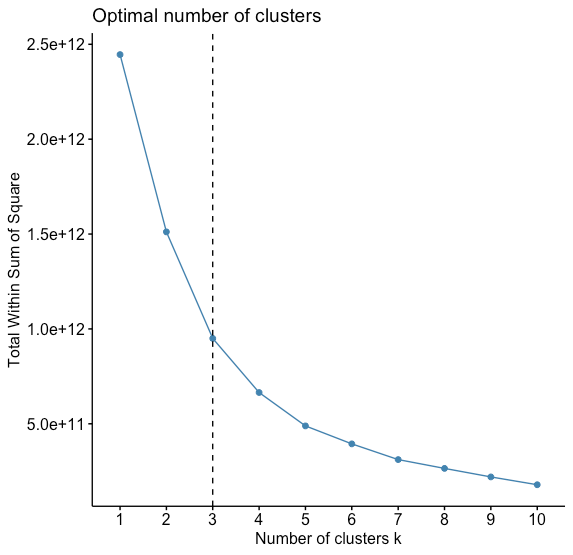 Optimal number of clusters
2.5e+12
2.0e+12
1.5e+12
1.0e+12
5.0e+11
Total Within Sum of Square
1 2 3 4 5 6 7 8 9 10
Number of clusters k